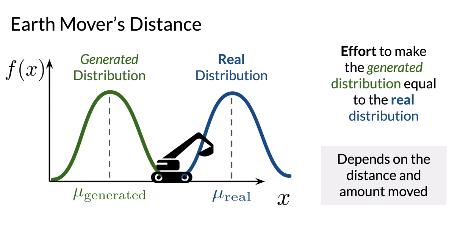 Earth Mover's Distance
f(x)
Generated
Distribution
Real
Distribution
μgenerated
μreal
x
Effort to make
the generated
distribution equal
to the real
distribution
Depends on the
distance and
amount moved